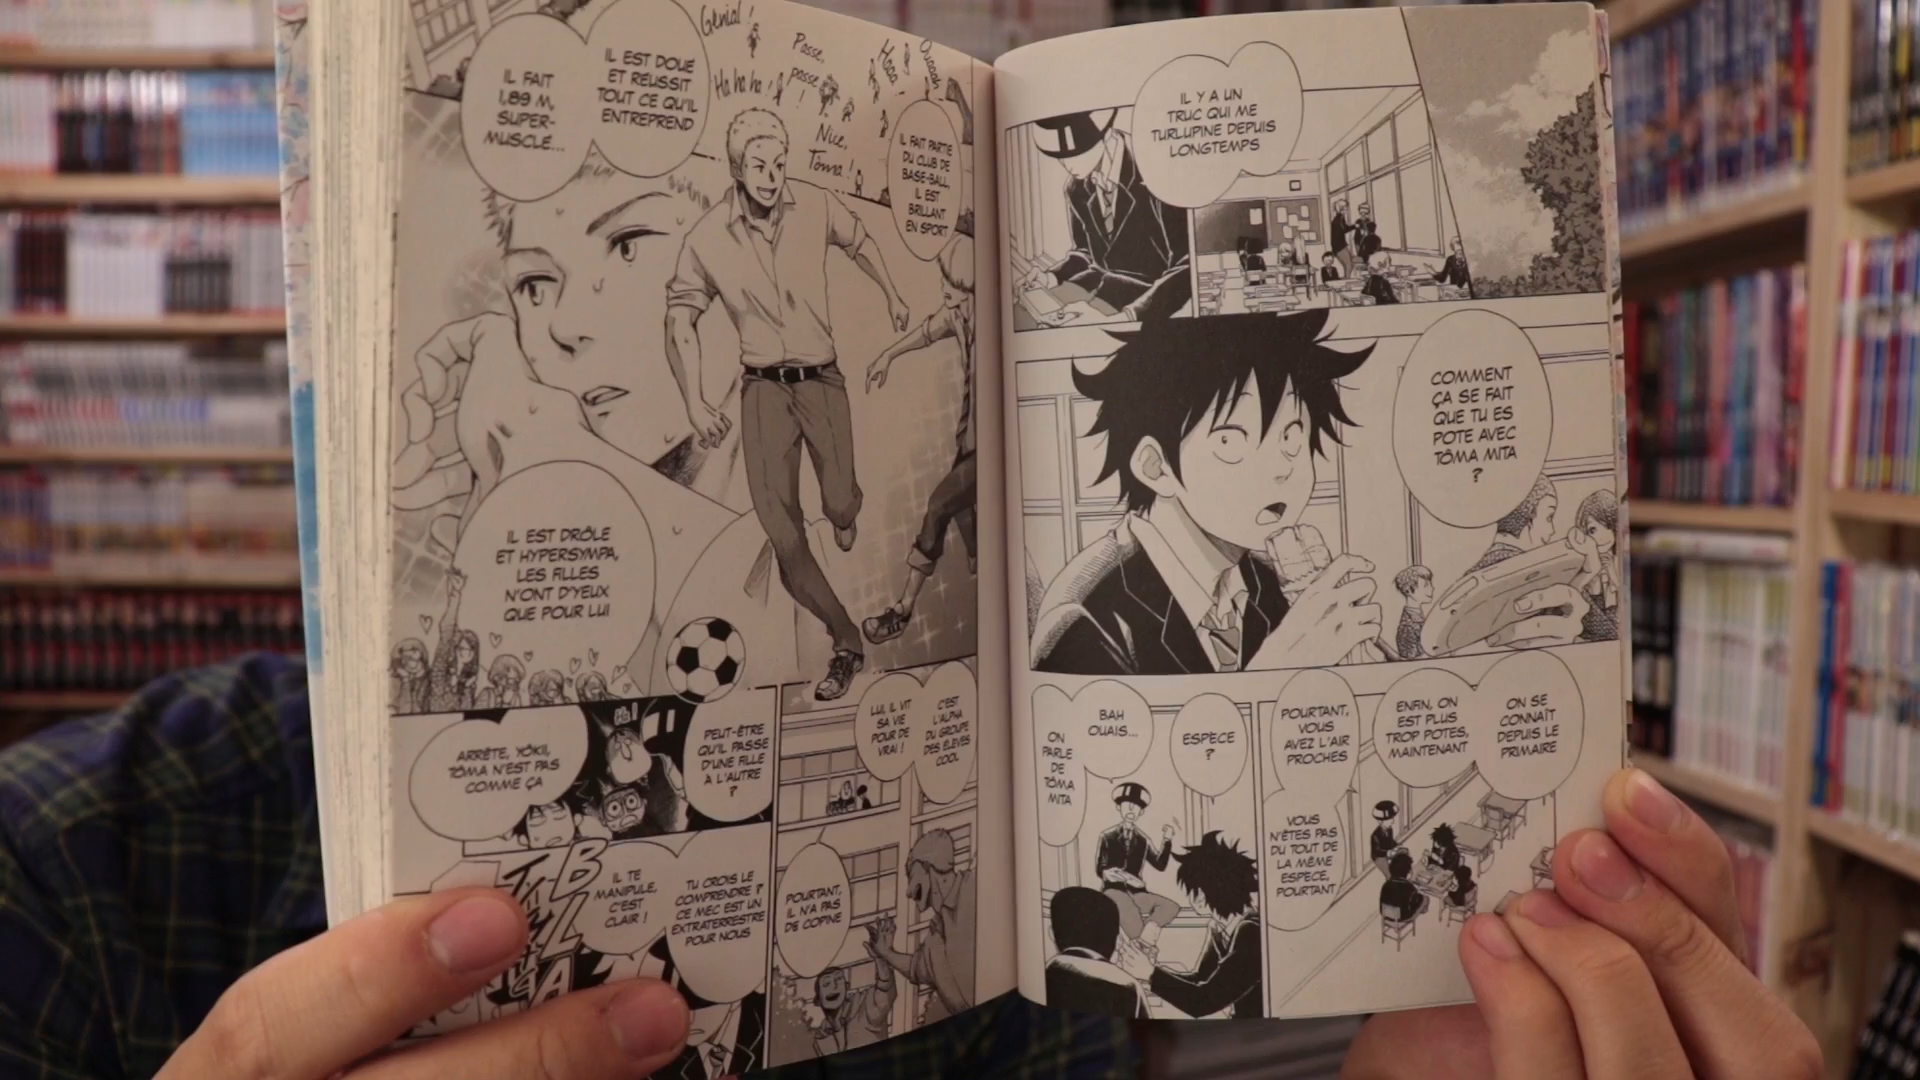 IL Y A UN
TRUC QUI ME
TURLUPINE DEPUIS
LONGTEMPS
COMMENT
ÇA SE FAIT
QUE TU ES
POTE AVEC
TÔMA MITA
?
ON SE
CONNAÎT
DEPUIS LE
PRIMAIRE
ENFIN, ON
EST PLUS
TROP POTES,
MAINTENANT
POURTANT,
VOUS
AVEZ L'AIR
PROCHES
VOUS
N'ÊTES PAS
DU TOUT DE
LA MÊME
ESPÈCE,
POURTANT
ESPÈCE
?
BAH
OUAIS...
ON
PARLE
DE
TÔMA
MITA
IL FAIT PARTIE
DU CLUB DE
BASE-BALL,
IL EST
BRILLANT
EN SPORT
Ouaaais
Haaa
Passe,
passe
!
Nice,
Tôma !
Génial !
Ha ha ha !
IL EST DOUÉ
ET RÉUSSIT
TOUT CE QU'IL
ENTREPREND
IL FAIT
1,89 M,
SUPER-
MUSCLÉ...
IL EST DRÔLE
ET HYPERSYMPA,
LES FILLES
N'ONT D'YEUX
QUE POUR LUI
C'EST
L'ALPHA
DU GROUPE
DES ÉLÈVES
COOL
LUI, IL VIT
SA VIE
POUR DE
VRAI !
POURTANT,
IL N'A PAS
DE COPINE
PEUT-ÊTRE
QU'IL PASSE
D'UNE FILLE
À L'AUTRE
?
ARRÊTE, YÔKII,
TÔMA N'EST PAS
COMME ÇA
TU CROIS LE
COMPRENDRE ?
CE MEC EST UN
EXTRATERRESTRE
POUR NOUS
IL TE
MANIPULE,
C'EST
CLAIR !
BLA